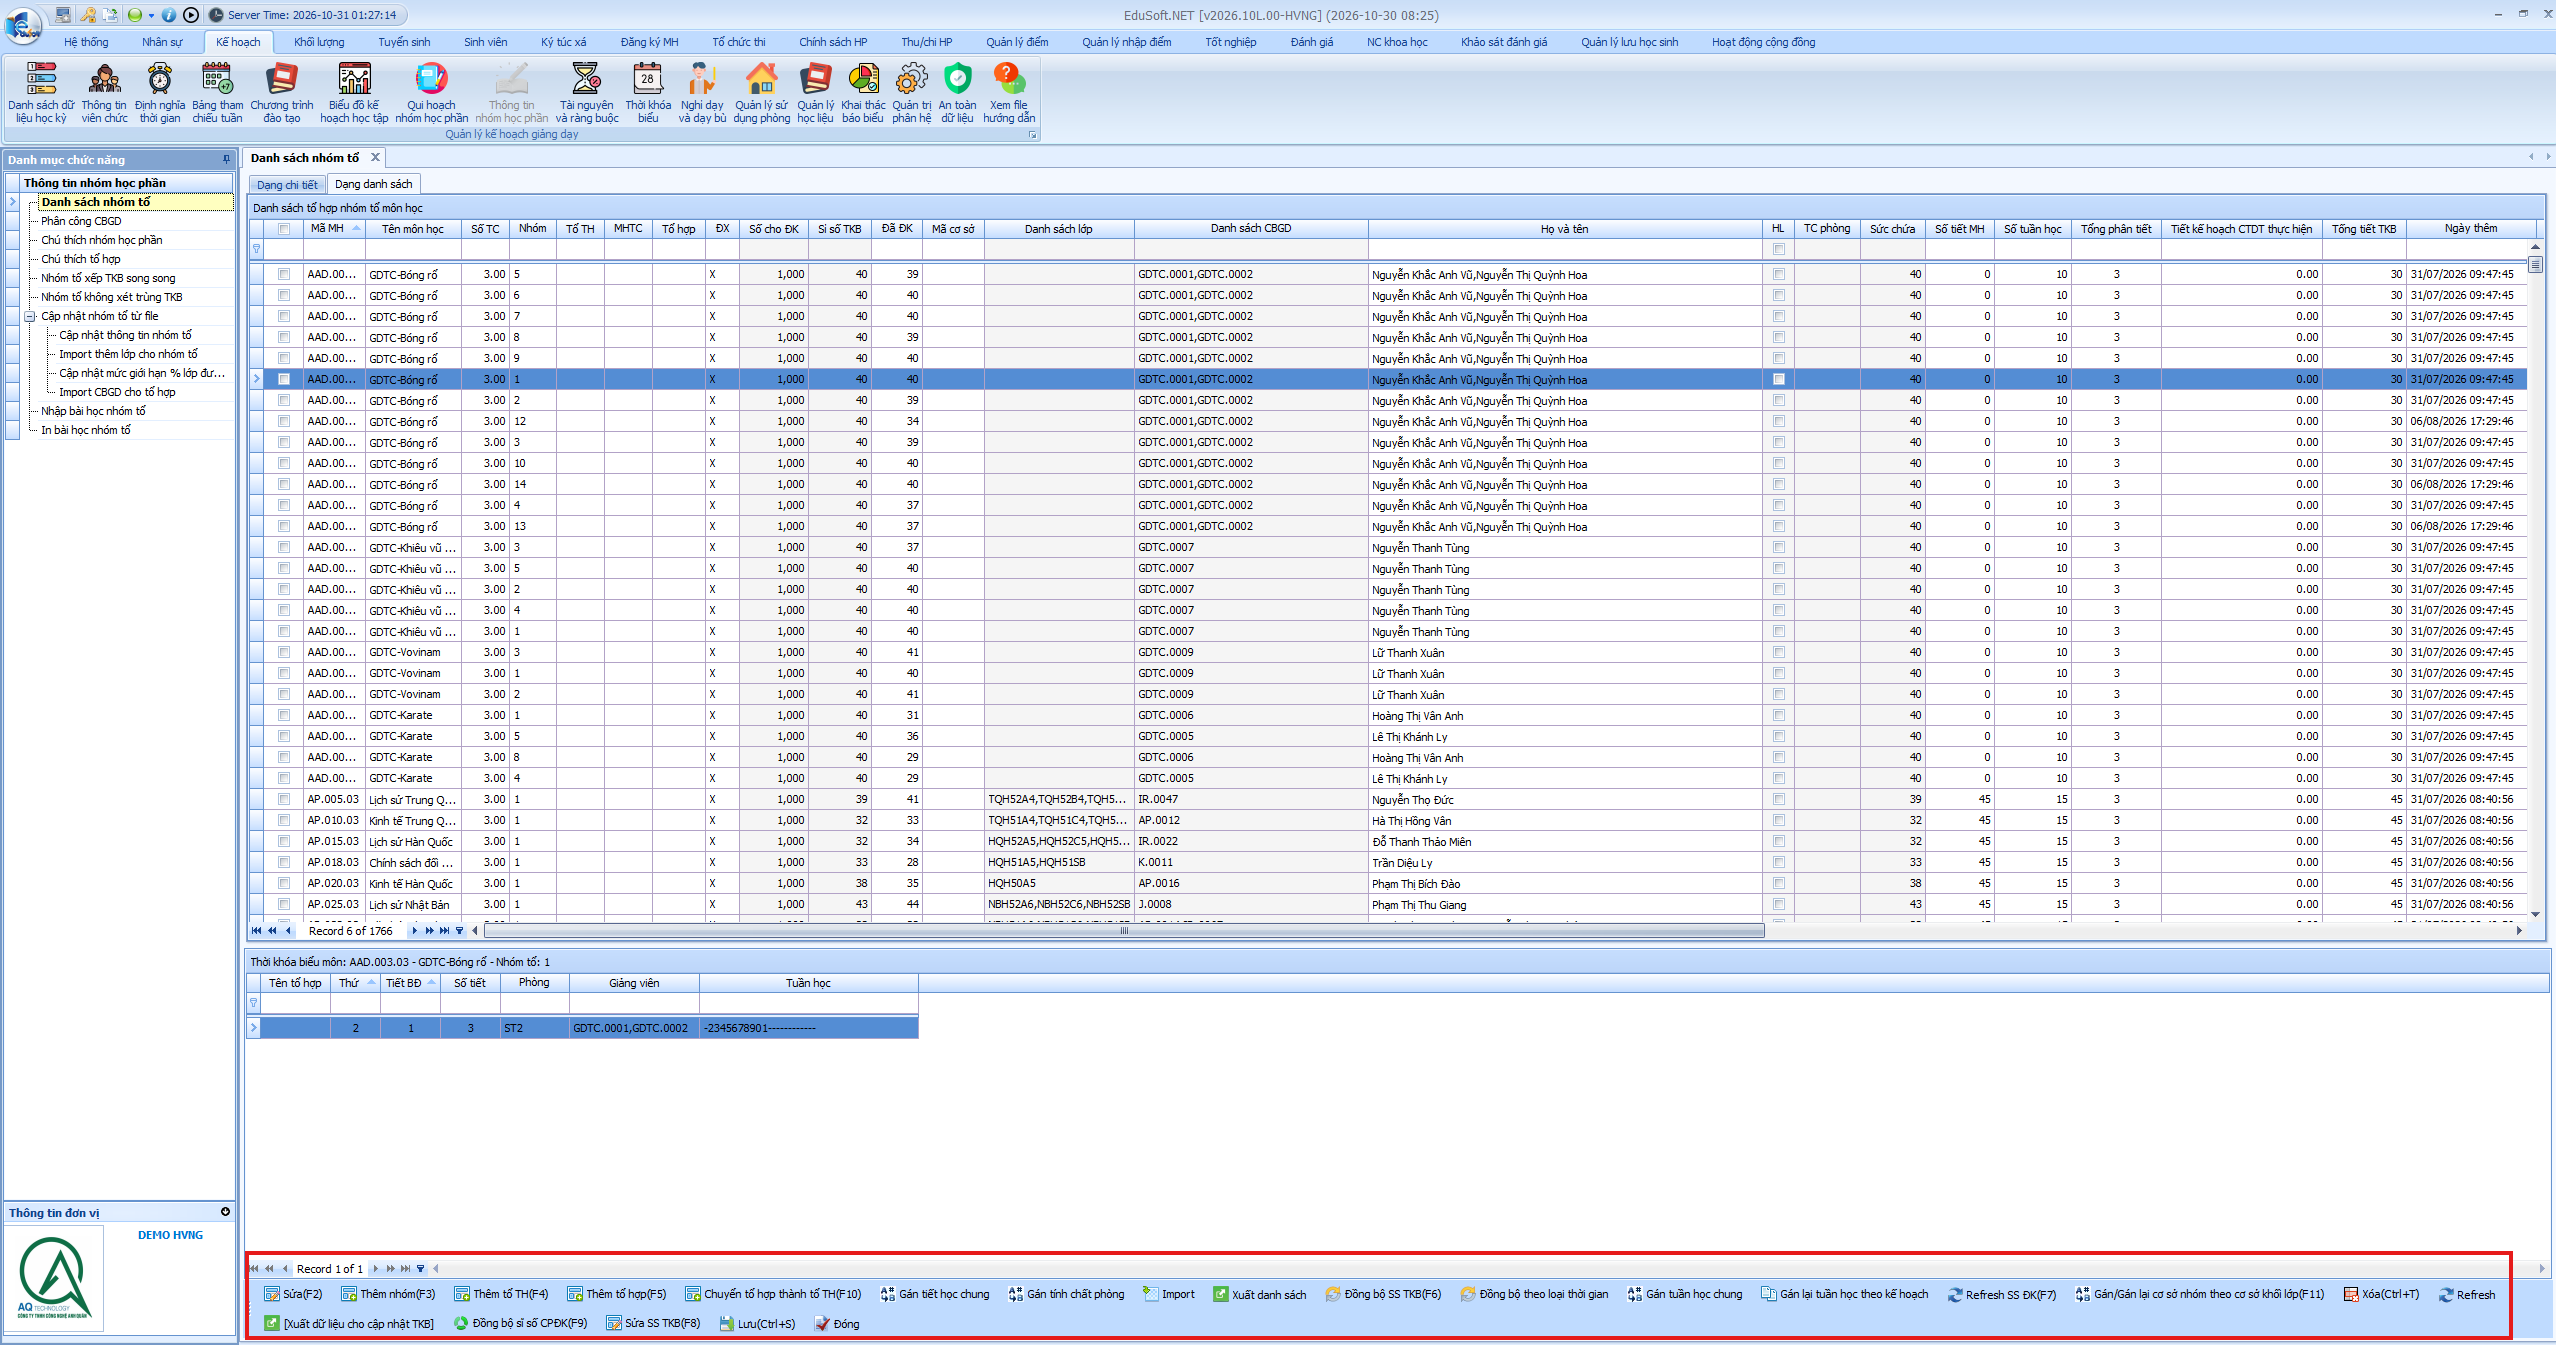 Server Time: 2026-10-31 01:27:14
EduSoft.NET [v2026.10L.00-HVNG] (2026-10-30 08:25)
Hệ thống Nhân sự Kế hoạch Khối lượng Tuyển sinh Sinh viên Ký túc xá Đăng ký MH Tổ chức thi Chính sách HP Thu/chi HP Quản lý điểm Quản lý nhập điểm Tốt nghiệp Đánh giá NC khoa học Khảo sát đánh giá Quản lý lưu học sinh Hoạt động cộng đồng
Danh sách dữ liệu học kỳ
Thông tin viên chức
Định nghĩa thời gian
Bảng tham chiếu tuần
Chương trình đào tạo
Biểu đồ kế hoạch học tập
Qui hoạch nhóm học phần
Thông tin nhóm học phần
Tài nguyên và ràng buộc
Thời khóa biểu
Nghỉ dạy và dạy bù
Quản lý sử dụng phòng
Quản lý học liệu
Khai thác báo biểu
Quản trị phân hệ
An toàn dữ liệu
Xem file hướng dẫn
Quản lý kế hoạch giảng dạy
Danh mục chức năng
Thông tin nhóm học phần
Danh sách nhóm tổ
Phân công CBGD
Chú thích nhóm học phần
Chú thích tổ hợp
Nhóm tổ xếp TKB song song
Nhóm tổ không xét trùng TKB
Cập nhật nhóm tổ từ file
Cập nhật thông tin nhóm tổ
Import thêm lớp cho nhóm tổ
Cập nhật mức giới hạn % lớp đư...
Import CBGD cho tổ hợp
Nhập bài học nhóm tổ
In bài học nhóm tổ
Thông tin đơn vị
DEMO HVNG
AQ TECHNOLOGY
Danh sách nhóm tổ
Dạng chi tiết Dạng danh sách
Danh sách tổ hợp nhóm tổ môn học
Mã MH Tên môn học Số TC Nhóm Tổ TH MHTC Tổ hợp ĐX Số cho ĐK Sĩ số TKB Đã ĐK Mã cơ sở Danh sách lớp Danh sách CBGD Họ và tên HL TC phòng Sức chứa Số tiết MH Số tuần học Tổng phân tiết Tiết kế hoạch CTDT thực hiện Tổng tiết TKB Ngày thêm
AAD.00... GDTC-Bóng rổ 3.00 5 X 1,000 40 39 GDTC.0001,GDTC.0002 Nguyễn Khắc Anh Vũ,Nguyễn Thị Quỳnh Hoa 40 0 10 3 0.00 30 31/07/2026 09:47:45
AAD.00... GDTC-Bóng rổ 3.00 6 X 1,000 40 40 GDTC.0001,GDTC.0002 Nguyễn Khắc Anh Vũ,Nguyễn Thị Quỳnh Hoa 40 0 10 3 0.00 30 31/07/2026 09:47:45
AAD.00... GDTC-Bóng rổ 3.00 7 X 1,000 40 40 GDTC.0001,GDTC.0002 Nguyễn Khắc Anh Vũ,Nguyễn Thị Quỳnh Hoa 40 0 10 3 0.00 30 31/07/2026 09:47:45
AAD.00... GDTC-Bóng rổ 3.00 8 X 1,000 40 39 GDTC.0001,GDTC.0002 Nguyễn Khắc Anh Vũ,Nguyễn Thị Quỳnh Hoa 40 0 10 3 0.00 30 31/07/2026 09:47:45
AAD.00... GDTC-Bóng rổ 3.00 9 X 1,000 40 40 GDTC.0001,GDTC.0002 Nguyễn Khắc Anh Vũ,Nguyễn Thị Quỳnh Hoa 40 0 10 3 0.00 30 31/07/2026 09:47:45
AAD.00... GDTC-Bóng rổ 3.00 1 X 1,000 40 40 GDTC.0001,GDTC.0002 Nguyễn Khắc Anh Vũ,Nguyễn Thị Quỳnh Hoa 40 0 10 3 0.00 30 31/07/2026 09:47:45
AAD.00... GDTC-Bóng rổ 3.00 2 X 1,000 40 39 GDTC.0001,GDTC.0002 Nguyễn Khắc Anh Vũ,Nguyễn Thị Quỳnh Hoa 40 0 10 3 0.00 30 31/07/2026 09:47:45
AAD.00... GDTC-Bóng rổ 3.00 12 X 1,000 40 34 GDTC.0001,GDTC.0002 Nguyễn Khắc Anh Vũ,Nguyễn Thị Quỳnh Hoa 40 0 10 3 0.00 30 06/08/2026 17:29:46
AAD.00... GDTC-Bóng rổ 3.00 3 X 1,000 40 39 GDTC.0001,GDTC.0002 Nguyễn Khắc Anh Vũ,Nguyễn Thị Quỳnh Hoa 40 0 10 3 0.00 30 31/07/2026 09:47:45
AAD.00... GDTC-Bóng rổ 3.00 10 X 1,000 40 40 GDTC.0001,GDTC.0002 Nguyễn Khắc Anh Vũ,Nguyễn Thị Quỳnh Hoa 40 0 10 3 0.00 30 31/07/2026 09:47:45
AAD.00... GDTC-Bóng rổ 3.00 14 X 1,000 40 40 GDTC.0001,GDTC.0002 Nguyễn Khắc Anh Vũ,Nguyễn Thị Quỳnh Hoa 40 0 10 3 0.00 30 06/08/2026 17:29:46
AAD.00... GDTC-Bóng rổ 3.00 4 X 1,000 40 37 GDTC.0001,GDTC.0002 Nguyễn Khắc Anh Vũ,Nguyễn Thị Quỳnh Hoa 40 0 10 3 0.00 30 31/07/2026 09:47:45
AAD.00... GDTC-Bóng rổ 3.00 13 X 1,000 40 37 GDTC.0001,GDTC.0002 Nguyễn Khắc Anh Vũ,Nguyễn Thị Quỳnh Hoa 40 0 10 3 0.00 30 06/08/2026 17:29:46
AAD.00... GDTC-Khiêu vũ ... 3.00 3 X 1,000 40 37 GDTC.0007 Nguyễn Thanh Tùng 40 0 10 3 0.00 30 31/07/2026 09:47:45
AAD.00... GDTC-Khiêu vũ ... 3.00 5 X 1,000 40 40 GDTC.0007 Nguyễn Thanh Tùng 40 0 10 3 0.00 30 31/07/2026 09:47:45
AAD.00... GDTC-Khiêu vũ ... 3.00 2 X 1,000 40 40 GDTC.0007 Nguyễn Thanh Tùng 40 0 10 3 0.00 30 31/07/2026 09:47:45
AAD.00... GDTC-Khiêu vũ ... 3.00 4 X 1,000 40 40 GDTC.0007 Nguyễn Thanh Tùng 40 0 10 3 0.00 30 31/07/2026 09:47:45
AAD.00... GDTC-Khiêu vũ ... 3.00 1 X 1,000 40 40 GDTC.0007 Nguyễn Thanh Tùng 40 0 10 3 0.00 30 31/07/2026 09:47:45
AAD.00... GDTC-Vovinam 3.00 3 X 1,000 40 41 GDTC.0009 Lữ Thanh Xuân 40 0 10 3 0.00 30 31/07/2026 09:47:45
AAD.00... GDTC-Vovinam 3.00 1 X 1,000 40 40 GDTC.0009 Lữ Thanh Xuân 40 0 10 3 0.00 30 31/07/2026 09:47:45
AAD.00... GDTC-Vovinam 3.00 2 X 1,000 40 41 GDTC.0009 Lữ Thanh Xuân 40 0 10 3 0.00 30 31/07/2026 09:47:45
AAD.00... GDTC-Karate 3.00 1 X 1,000 40 31 GDTC.0006 Hoàng Thị Vân Anh 40 0 10 3 0.00 30 31/07/2026 09:47:45
AAD.00... GDTC-Karate 3.00 5 X 1,000 40 36 GDTC.0005 Lê Thị Khánh Ly 40 0 10 3 0.00 30 31/07/2026 09:47:45
AAD.00... GDTC-Karate 3.00 8 X 1,000 40 29 GDTC.0006 Hoàng Thị Vân Anh 40 0 10 3 0.00 30 31/07/2026 09:47:45
AAD.00... GDTC-Karate 3.00 4 X 1,000 40 29 GDTC.0005 Lê Thị Khánh Ly 40 0 10 3 0.00 30 31/07/2026 09:47:45
AP.005.03 Lịch sử Trung Q... 3.00 1 X 1,000 39 41 TQH52A4,TQH52B4,TQH5... IR.0047 Nguyễn Thọ Đức 39 45 15 3 0.00 45 31/07/2026 08:40:56
AP.010.03 Kinh tế Trung Q... 3.00 1 X 1,000 32 33 TQH51A4,TQH51C4,TQH5... AP.0012 Hà Thị Hồng Vân 32 45 15 3 0.00 45 31/07/2026 08:40:56
AP.015.03 Lịch sử Hàn Quốc 3.00 1 X 1,000 32 34 HQH52A5,HQH52C5,HQH5... IR.0022 Đỗ Thanh Thảo Miên 32 45 15 3 0.00 45 31/07/2026 08:40:56
AP.018.03 Chính sách đối ... 3.00 1 X 1,000 33 28 HQH51A5,HQH51SB K.0011 Trần Diệu Ly 33 45 15 3 0.00 45 31/07/2026 08:40:56
AP.020.03 Kinh tế Hàn Quốc 3.00 1 X 1,000 38 35 HQH50A5 AP.0016 Phạm Thị Bích Đào 38 45 15 3 0.00 45 31/07/2026 08:40:56
AP.025.03 Lịch sử Nhật Bản 3.00 1 X 1,000 43 44 NBH52A6,NBH52C6,NBH52SB J.0008 Phạm Thị Thu Giang 43 45 15 3 0.00 45 31/07/2026 08:40:56
Record 6 of 1766
Thời khóa biểu môn: AAD.003.03 - GDTC-Bóng rổ - Nhóm tổ: 1
Tên tổ hợp Thứ Tiết BĐ Số tiết Phòng Giảng viên Tuần học
2 1 3 ST2 GDTC.0001,GDTC.0002 -2345678901------------
Record 1 of 1
Sửa(F2) Thêm nhóm(F3) Thêm tổ TH(F4) Thêm tổ hợp(F5) Chuyển tổ hợp thành tổ TH(F10) Gán tiết học chung Gán tính chất phòng Import Xuất danh sách Đồng bộ SS TKB(F6) Đồng bộ theo loại thời gian Gán tuần học chung Gán lại tuần học theo kế hoạch Refresh SS ĐK(F7) Gán/Gán lại cơ sở nhóm theo cơ sở khối lớp(F11) Xóa(Ctrl+T) Refresh
[Xuất dữ liệu cho cập nhật TKB] Đồng bộ sĩ số CPĐK(F9) Sửa SS TKB(F8) Lưu(Ctrl+S) Đóng